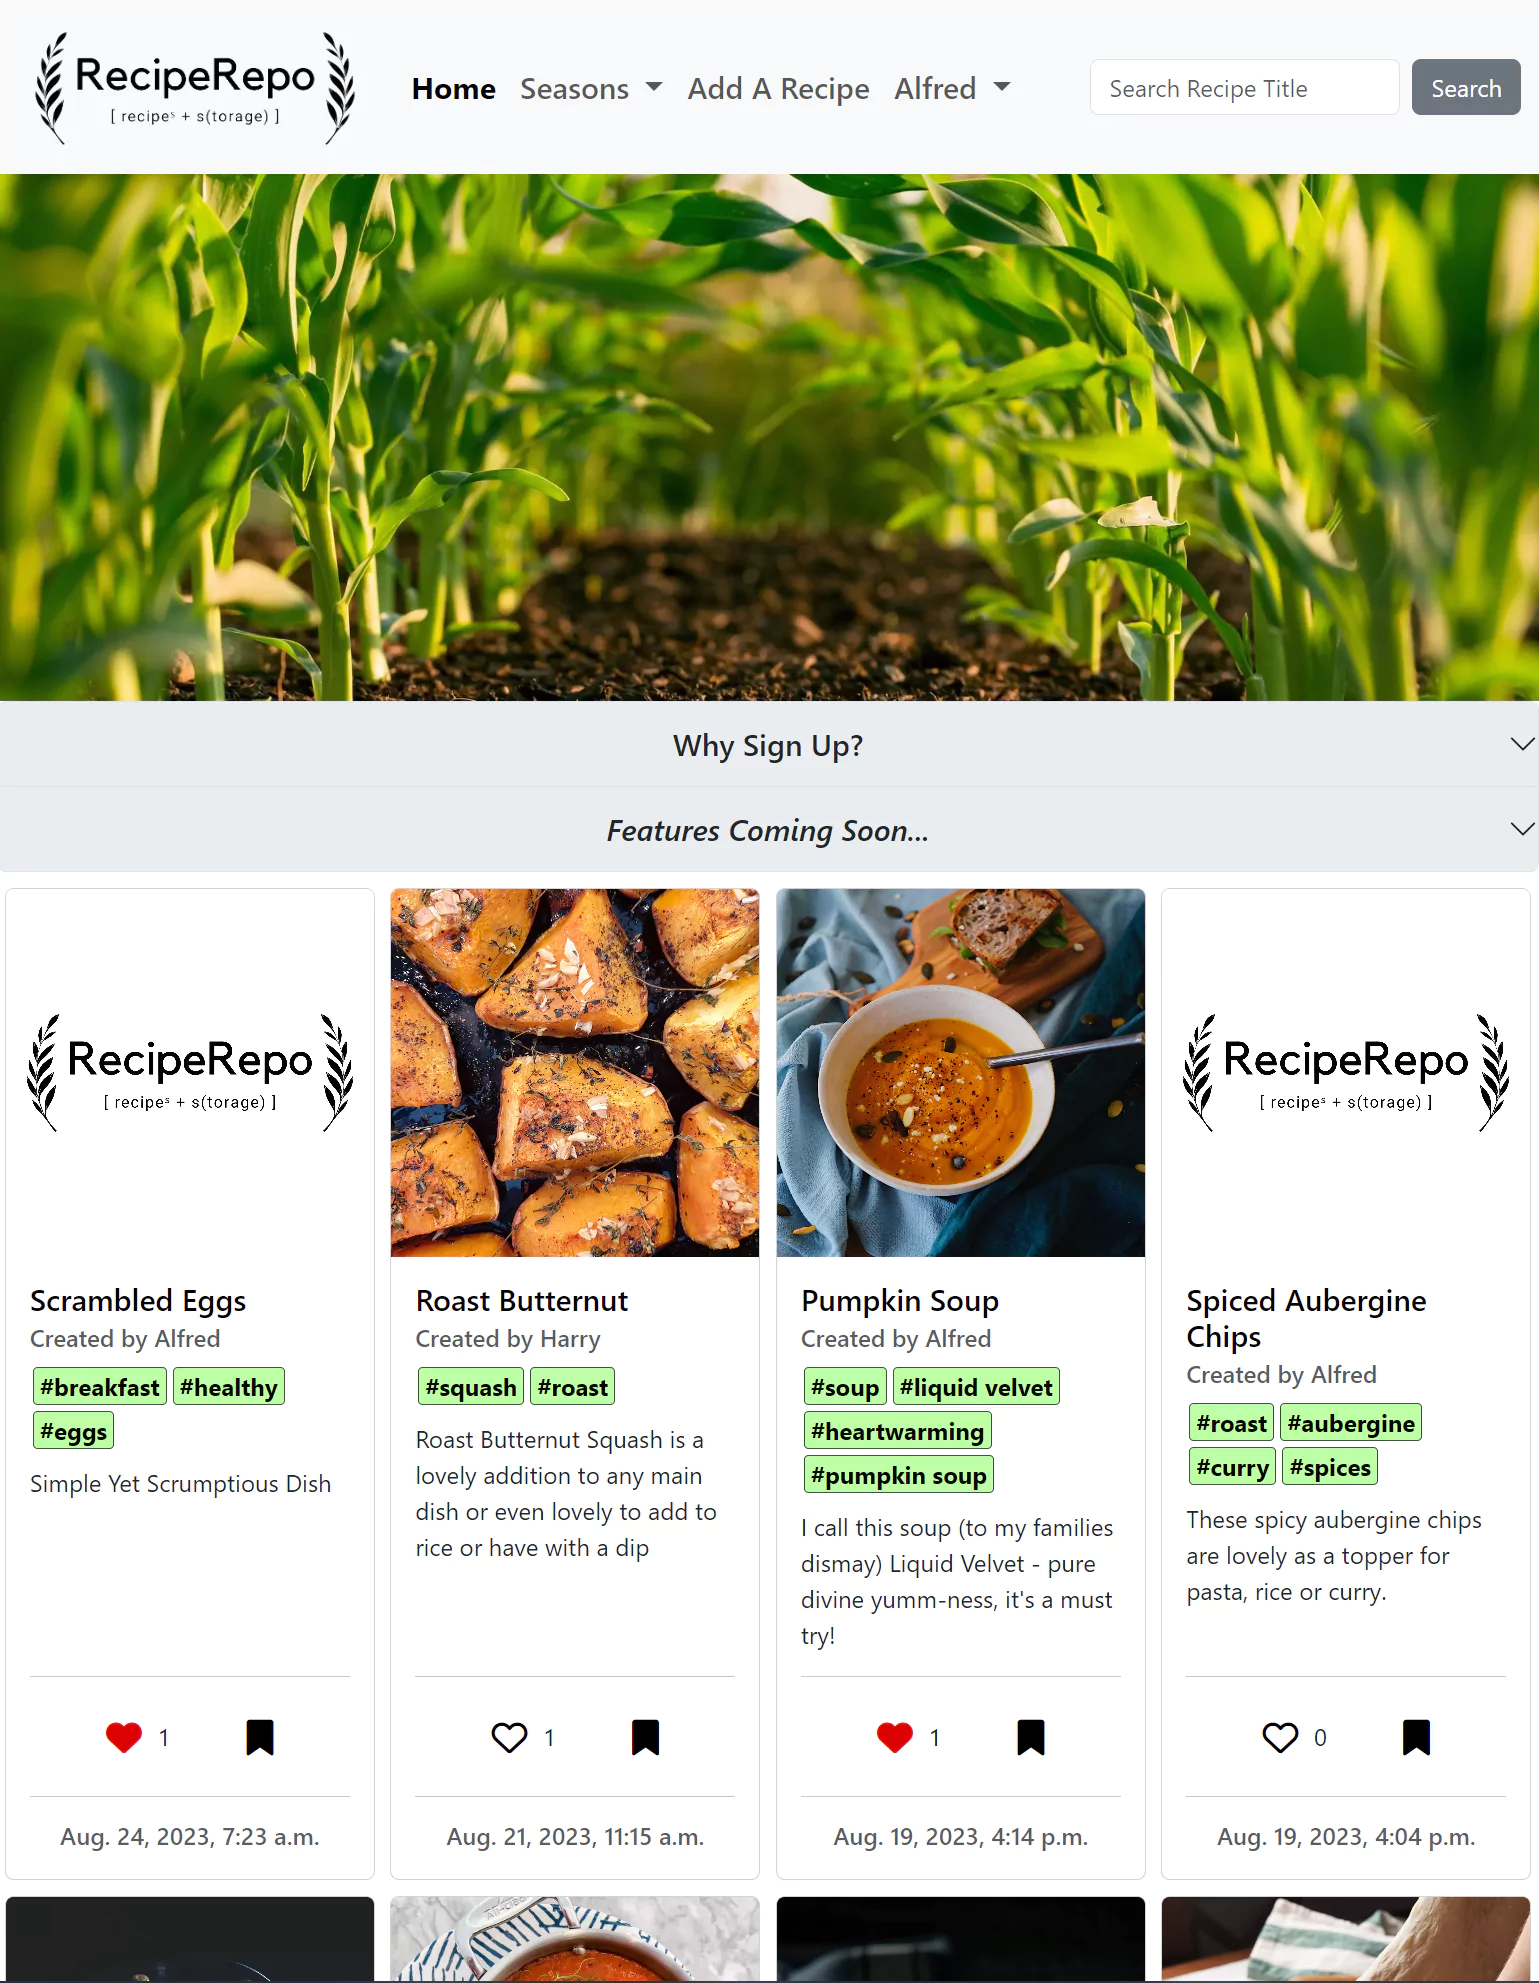 RecipeRepo
[ recipeˢ + s(torage) ]
Home Seasons Add A Recipe Alfred
Search Recipe Title
Search
Why Sign Up?
Features Coming Soon...
RecipeRepo
[ recipeˢ + s(torage) ]
Scrambled Eggs
Created by Alfred
#breakfast #healthy
#eggs
Simple Yet Scrumptious Dish
1
Aug. 24, 2023, 7:23 a.m.
Roast Butternut
Created by Harry
#squash #roast
Roast Butternut Squash is a
lovely addition to any main
dish or even lovely to add to
rice or have with a dip
1
Aug. 21, 2023, 11:15 a.m.
Pumpkin Soup
Created by Alfred
#soup #liquid velvet
#heartwarming
#pumpkin soup
I call this soup (to my families
dismay) Liquid Velvet - pure
divine yumm-ness, it's a must
try!
1
Aug. 19, 2023, 4:14 p.m.
RecipeRepo
[ recipeˢ + s(torage) ]
Spiced Aubergine
Chips
Created by Alfred
#roast #aubergine
#curry #spices
These spicy aubergine chips
are lovely as a topper for
pasta, rice or curry.
0
Aug. 19, 2023, 4:04 p.m.